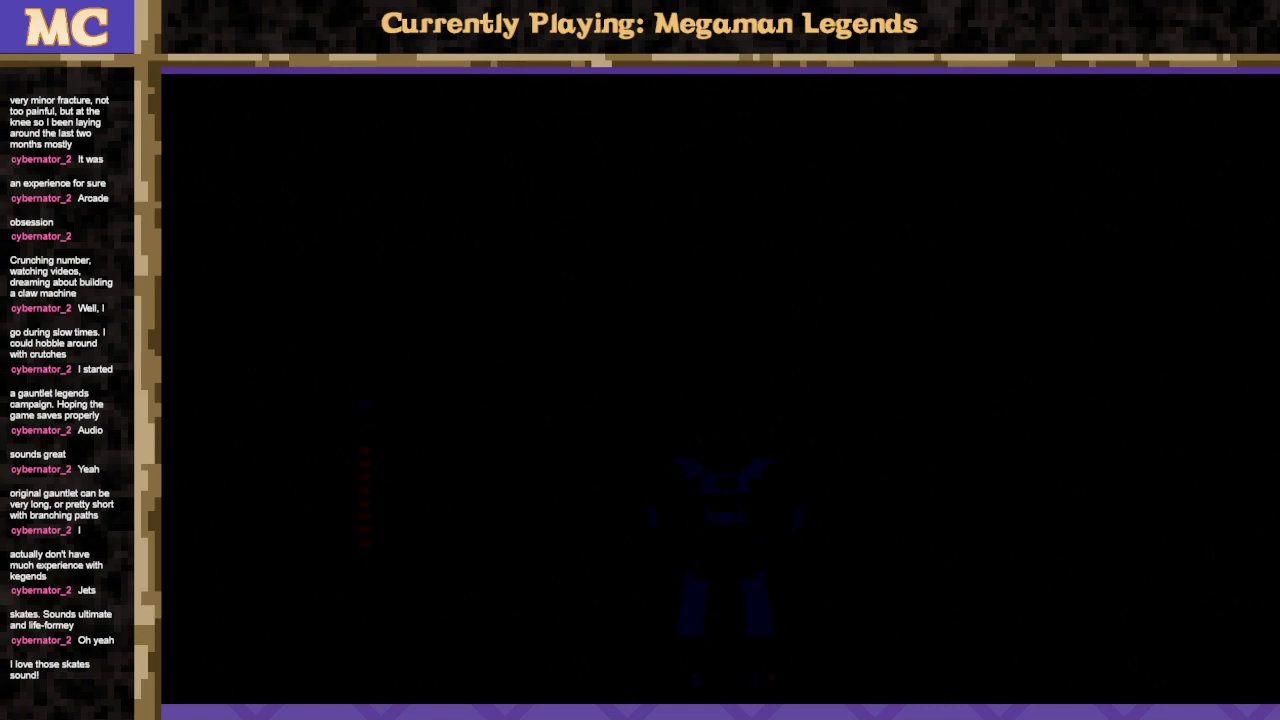 MC
Currently Playing: Megaman Legends
very minor fracture, not
too painful, but at the
knee so I been laying
around the last two
months mostly
cybernator_2 It was
an experience for sure
cybernator_2 Arcade
obsession
cybernator_2
Crunching number,
watching videos,
dreaming about building
a claw machine
cybernator_2 Well, I
go during slow times. I
could hobble around
with crutches
cybernator_2 I started
a gauntlet legends
campaign. Hoping the
game saves properly
cybernator_2 Audio
sounds great
cybernator_2 Yeah
original gauntlet can be
very long, or pretty short
with branching paths
cybernator_2 I
actually don't have
much experience with
kegends
cybernator_2 Jets
skates. Sounds ultimate
and life-formey
cybernator_2 Oh yeah
I love those skates
sound!